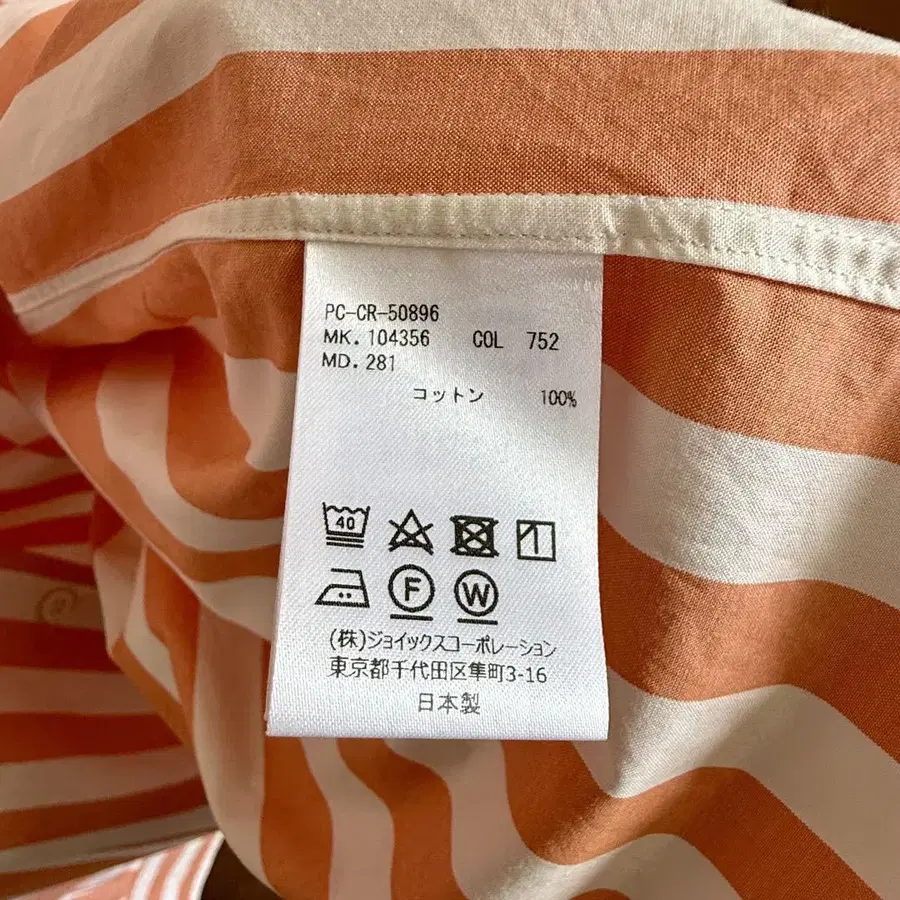 PC-CR-50896
MK. 104356 COL 752
MD. 281
コットン 100%
40
F W
(株)ジョイックスコーポレーション
東京都千代田区隼町3-16
日本製